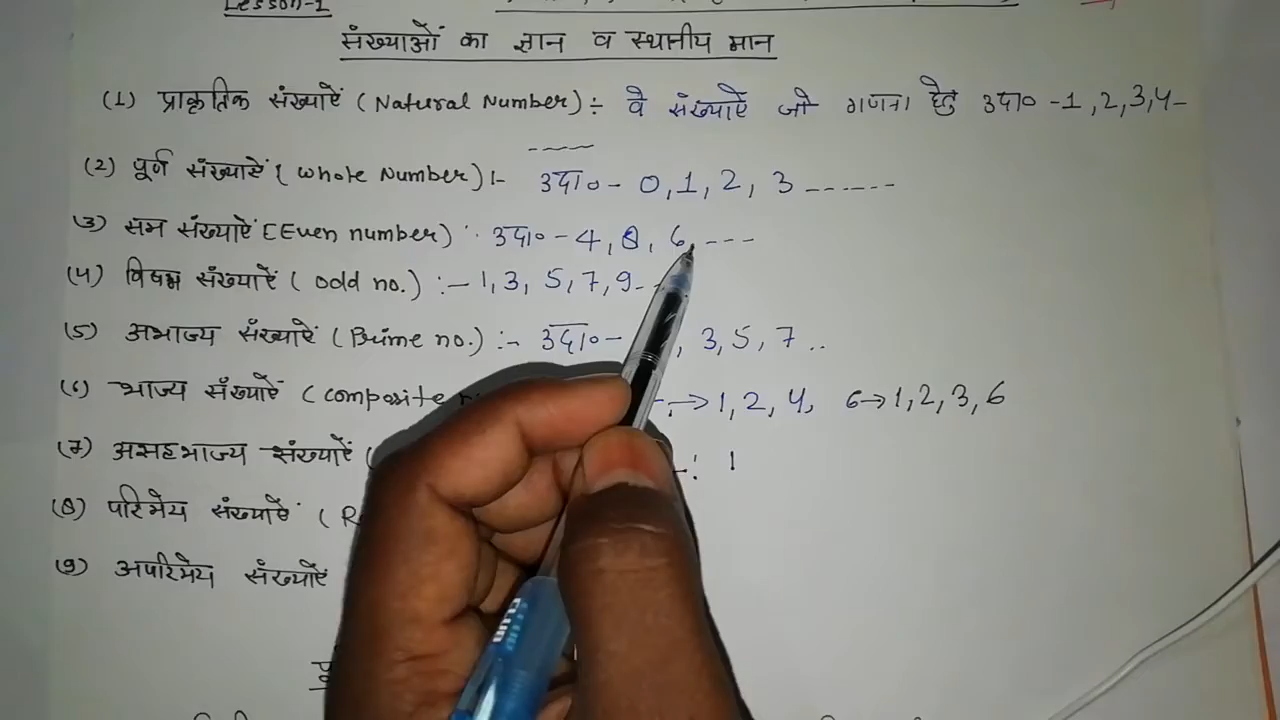 Lesson-1
संख्याओं का ज्ञान व स्थानीय मान
(1) प्राकृतिक संख्याऐं (Natural Number) :- वे संख्याऐं जो गणना हेतु उदा०-1,2,3,4-
-----
(2) पूर्ण संख्याऐं (Whole Number) :- उदा०- 0,1,2,3------
(3) सम संख्याऐं (Even number) :- उदा०- 4, 8, 6, ---
(4) विषम संख्याऐं (odd no.) :- 1,3,5,7,9--
(5) अभाज्य संख्याऐं (Prime no.) :- उदा०- , 3,5,7..
(6) भाज्य संख्याऐं (composite →1,2,4, 6→1,2,3,6
(7) असहभाज्य संख्याऐं ( -: 1
(8) परिमेय संख्याऐं (R
(9) अपरिमेय संख्याऐं
CLUB